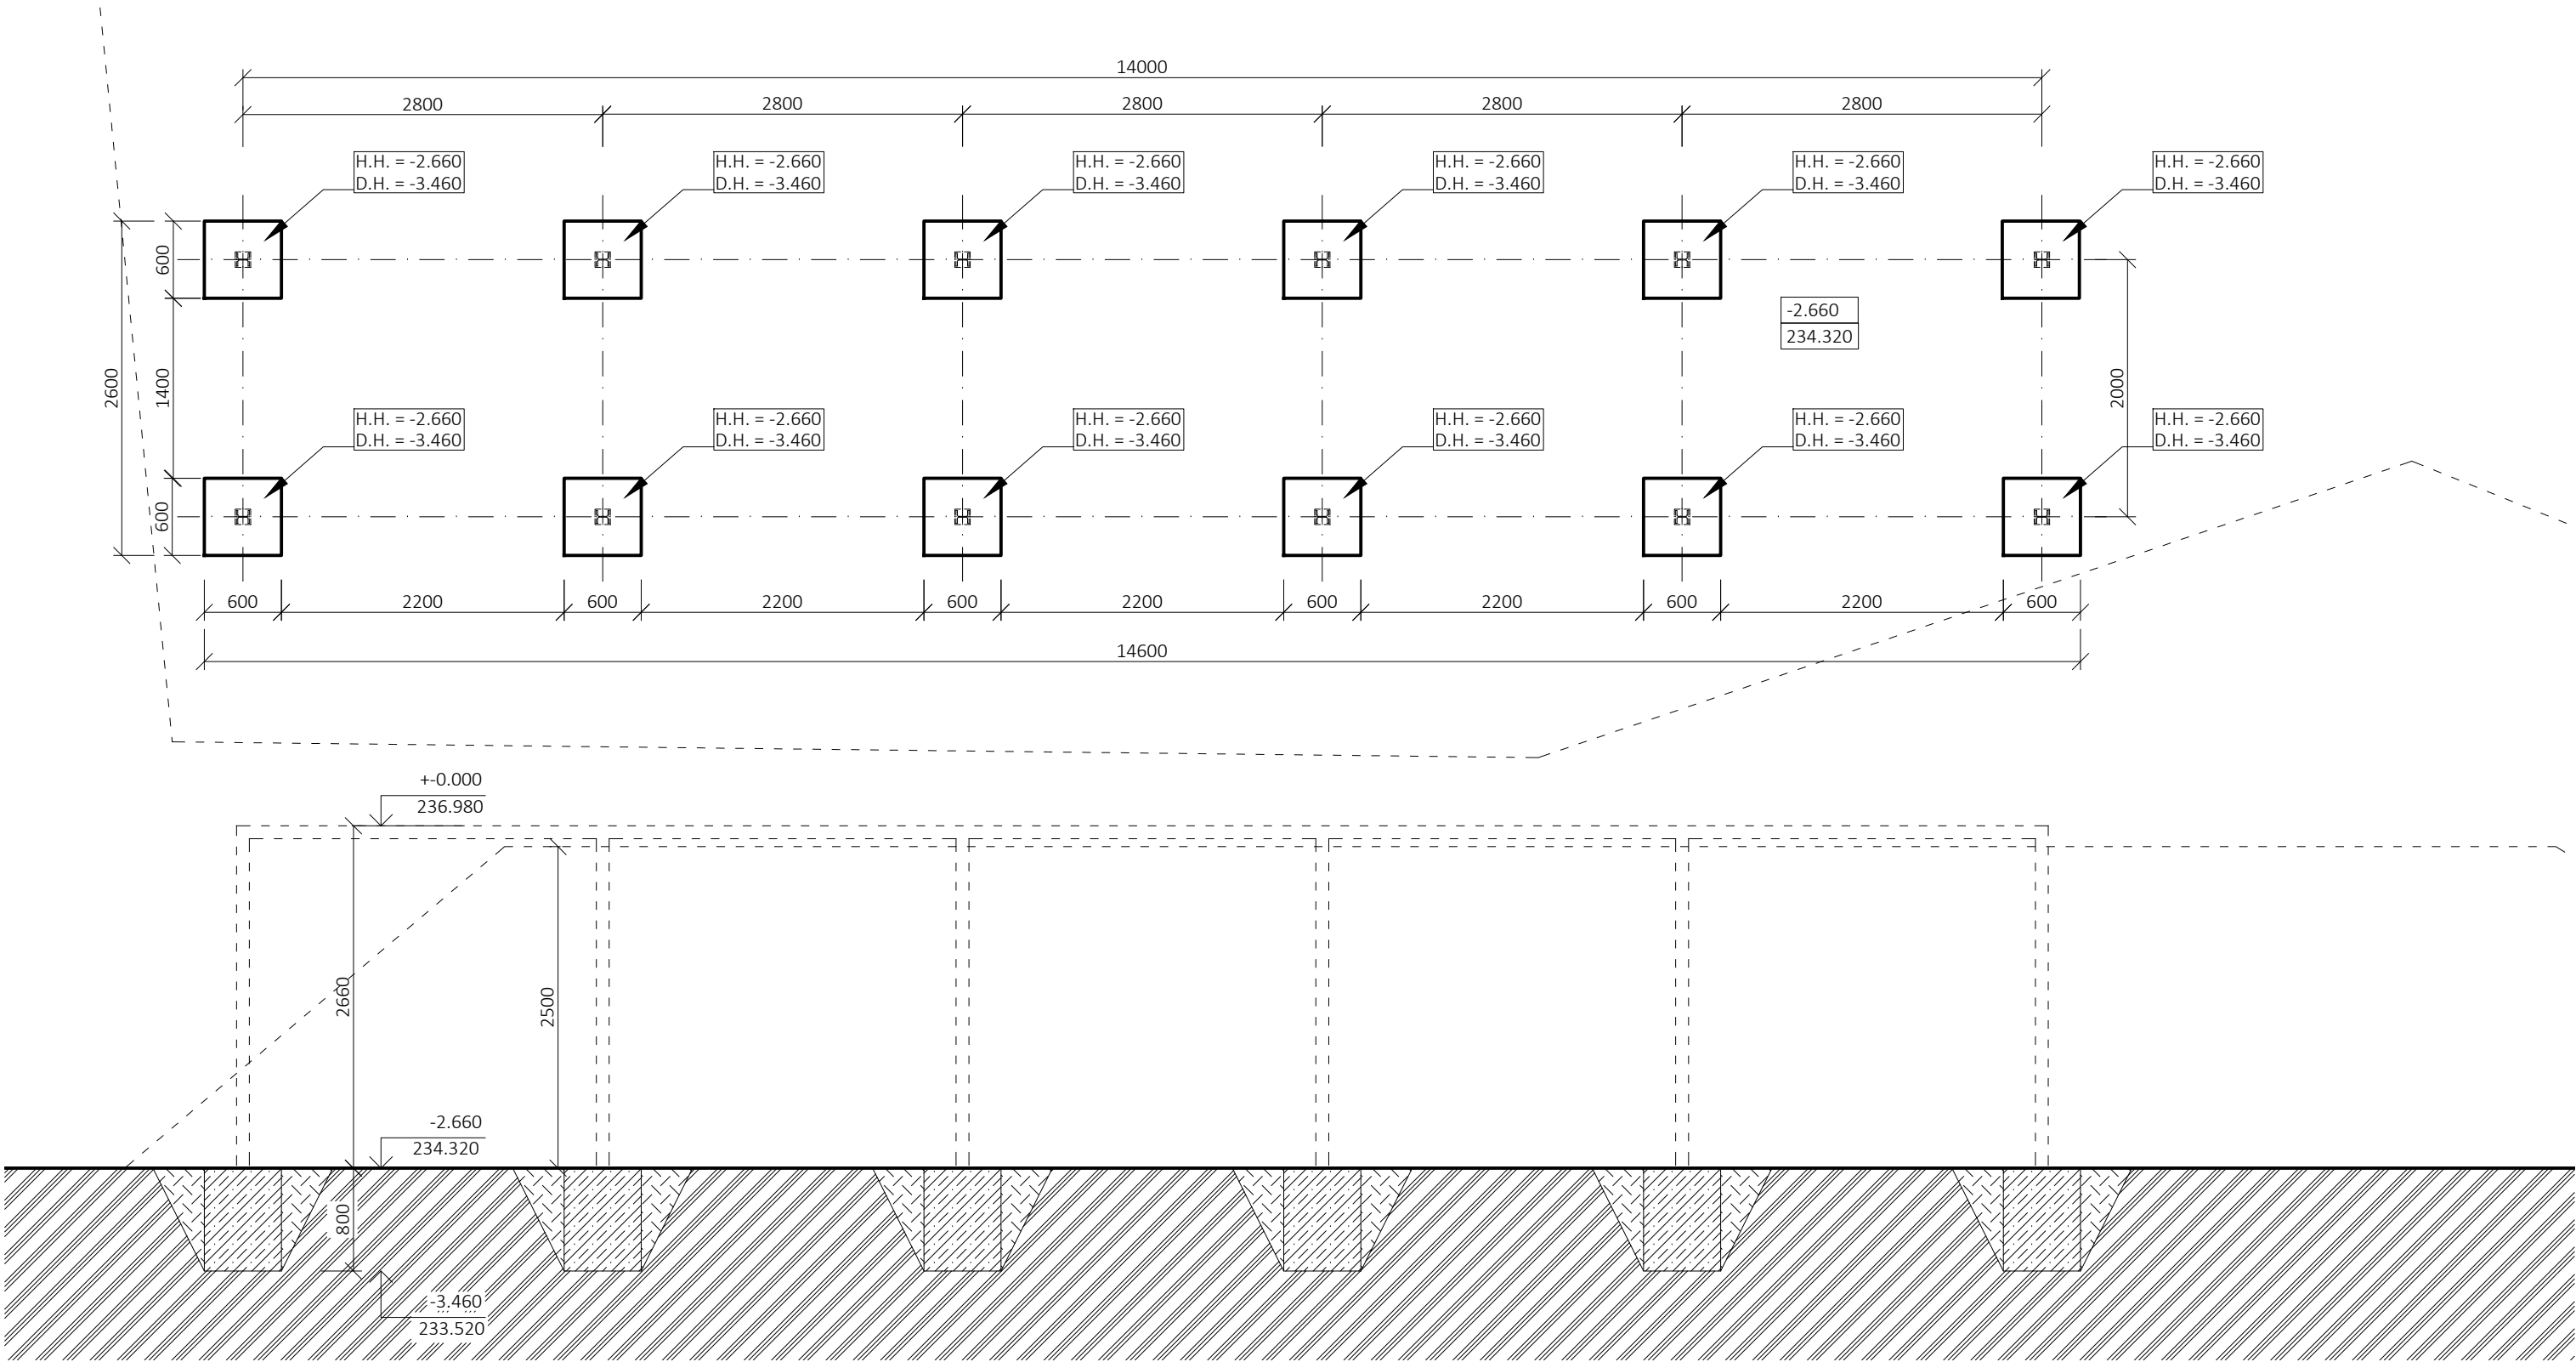 14000
2800 2800 2800 2800 2800
H.H. = -2.660
D.H. = -3.460
H.H. = -2.660
D.H. = -3.460
H.H. = -2.660
D.H. = -3.460
H.H. = -2.660
D.H. = -3.460
H.H. = -2.660
D.H. = -3.460
H.H. = -2.660
D.H. = -3.460
600
-2.660
234.320
2600
1400
2000
H.H. = -2.660
D.H. = -3.460
H.H. = -2.660
D.H. = -3.460
H.H. = -2.660
D.H. = -3.460
H.H. = -2.660
D.H. = -3.460
H.H. = -2.660
D.H. = -3.460
H.H. = -2.660
D.H. = -3.460
600
600 2200 600 2200 600 2200 600 2200 600 2200 600
14600
+-0.000
236.980
2660
2500
-2.660
234.320
800
-3.460
233.520